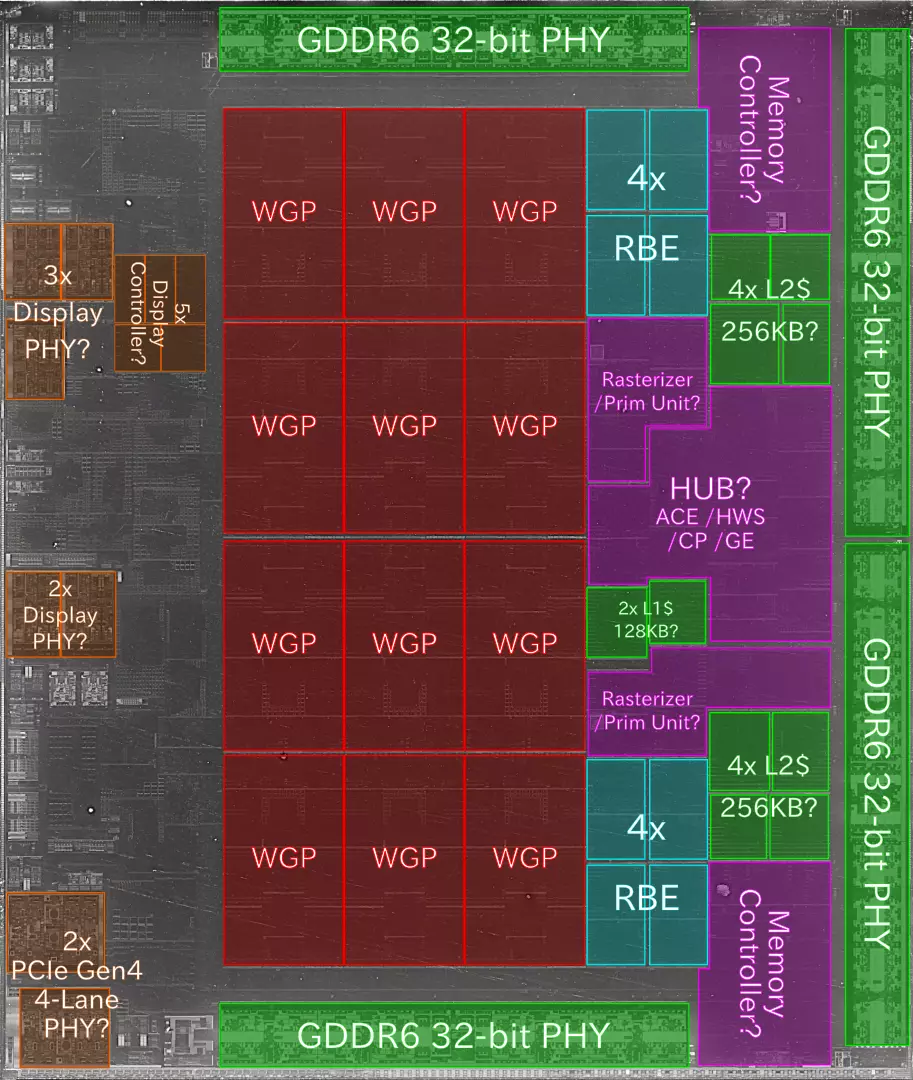 GDDR6 32-bit PHY
Memory
Controller?
GDDR6 32-bit PHY
WGP
WGP
WGP
4x
RBE
3x
Display
PHY?
5x
Display
Controller?
4x L2$
256KB?
WGP
WGP
WGP
Rasterizer
/Prim Unit?
HUB?
ACE /HWS
/CP /GE
2x
Display
PHY?
WGP
WGP
WGP
2x L1$
128KB?
Rasterizer
/Prim Unit?
GDDR6 32-bit PHY
4x L2$
256KB?
WGP
WGP
WGP
4x
RBE
2x
PCIe Gen4
4-Lane
PHY?
Memory
Controller?
GDDR6 32-bit PHY